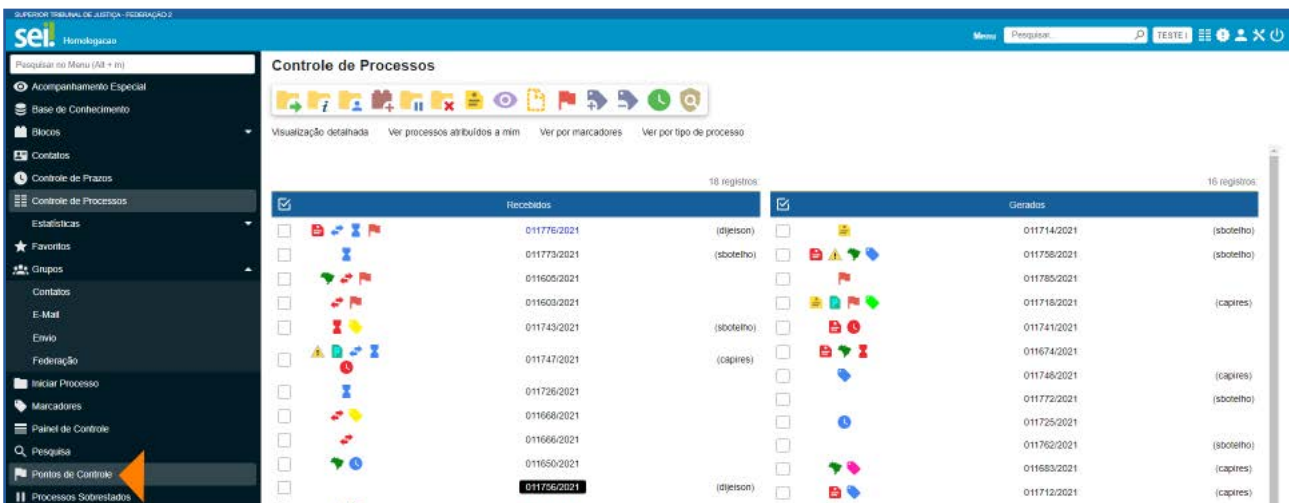 SUPERIOR TRIBUNAL DE JUSTIÇA - FEDERAÇÃO 2
sei! Homologacao
Menu Pesquisar... TESTE I
Pesquisar no Menu (Alt + m)
Acompanhamento Especial
Base de Conhecimento
Blocos
Contatos
Controle de Prazos
Controle de Processos
Estatísticas
Favoritos
Grupos
Contatos
E-Mail
Envio
Federação
Iniciar Processo
Marcadores
Painel de Controle
Pesquisa
Pontos de Controle
Processos Sobrestados
Controle de Processos
Visualização detalhada Ver processos atribuídos a mim Ver por marcadores Ver por tipo de processo
18 registros:
Recebidos
011776/2021 (dijeison)
011773/2021 (sbotelho)
011605/2021
011603/2021
011743/2021 (sbotelho)
011747/2021 (capires)
011726/2021
011668/2021
011666/2021
011650/2021
011756/2021 (dijeison)
16 registros:
Gerados
011714/2021 (sbotelho)
011758/2021 (sbotelho)
011785/2021
011718/2021 (capires)
011741/2021
011674/2021
011746/2021 (capires)
011772/2021 (sbotelho)
011725/2021
011762/2021 (sbotelho)
011683/2021 (capires)
011712/2021 (capires)